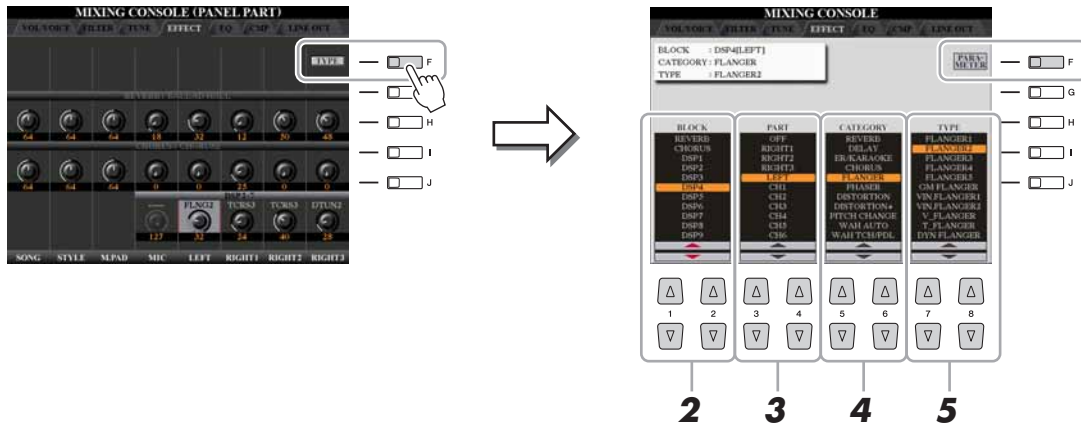 MIXING CONSOLE (PANEL PART)
VOL/VOICE FILTER TUNE EFFECT EQ CMP LINE OUT
TYPE
F
H
I
J
REVERB: BALLAD HALL
64 64 64 18 32 12 50 48
64 64 64 0 0 25 0 0
FLNG2 TCRS3 TCRS3 DTUN2
127 32 24 40 28
SONG STYLE M.PAD MIC LEFT RIGHT1 RIGHT2 RIGHT3
MIXING CONSOLE
VOL/VOICE FILTER TUNE EFFECT EQ CMP LINE OUT
BLOCK : DSP4[LEFT]
CATEGORY : FLANGER
TYPE : FLANGER2
PARA-
METER
F
G
H
I
J
BLOCK
REVERB
CHORUS
DSP1
DSP2
DSP3
DSP4
DSP5
DSP6
DSP7
DSP8
DSP9
PART
OFF
RIGHT1
RIGHT2
RIGHT3
LEFT
CH1
CH2
CH3
CH4
CH5
CH6
CATEGORY
REVERB
DELAY
ER/KARAOKE
CHORUS
FLANGER
PHASER
DISTORTION
DISTORTION+
PITCH CHANGE
WAH AUTO
WAH TCH/PDL
TYPE
FLANGER1
FLANGER2
FLANGER3
FLANGER4
FLANGER5
GM FLANGER
VIN.FLANGER1
VIN.FLANGER2
V_FLANGER
T_FLANGER
DYN FLANGER
1 2 3 4 5 6 7 8
2 3 4 5